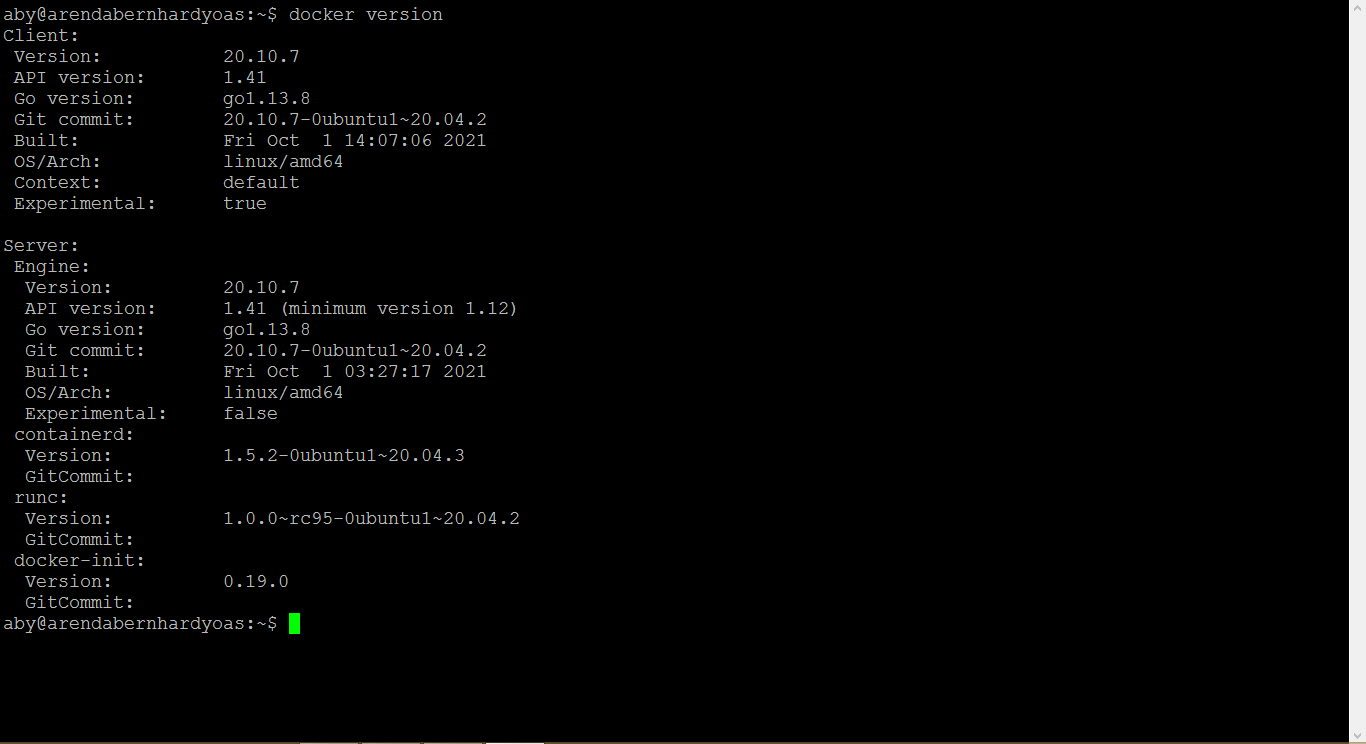 aby@arendabernhardyoas:~$ docker version
Client:
 Version:           20.10.7
 API version:       1.41
 Go version:        go1.13.8
 Git commit:        20.10.7-0ubuntu1~20.04.2
 Built:             Fri Oct  1 14:07:06 2021
 OS/Arch:           linux/amd64
 Context:           default
 Experimental:      true

Server:
 Engine:
  Version:          20.10.7
  API version:      1.41 (minimum version 1.12)
  Go version:       go1.13.8
  Git commit:       20.10.7-0ubuntu1~20.04.2
  Built:            Fri Oct  1 03:27:17 2021
  OS/Arch:          linux/amd64
  Experimental:     false
 containerd:
  Version:          1.5.2-0ubuntu1~20.04.3
  GitCommit:
 runc:
  Version:          1.0.0~rc95-0ubuntu1~20.04.2
  GitCommit:
 docker-init:
  Version:          0.19.0
  GitCommit:
aby@arendabernhardyoas:~$